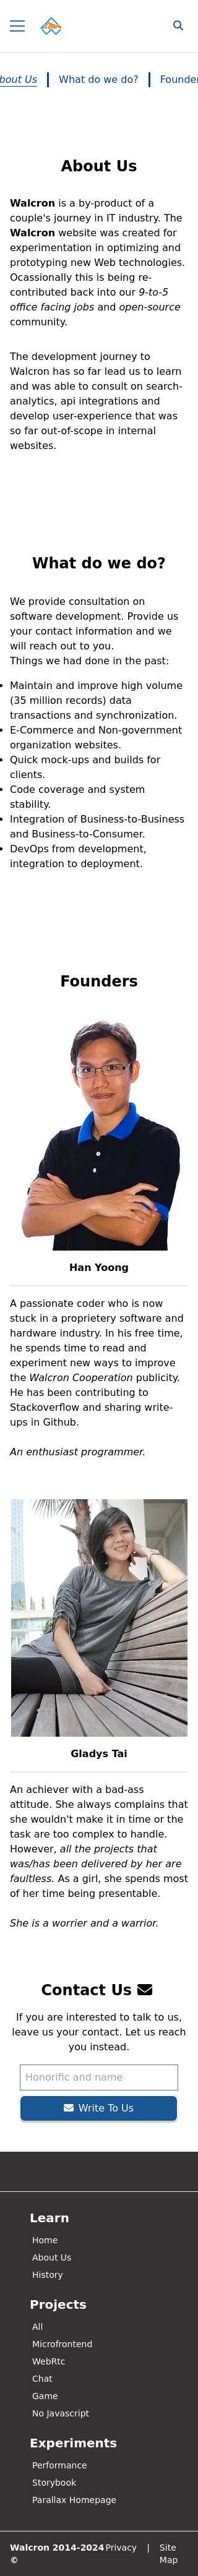 bout Us
What do we do?
Founder
About Us
Walcron is a by-product of a
couple's journey in IT industry. The
Walcron website was created for
experimentation in optimizing and
prototyping new Web technologies.
Ocassionally this is being re-
contributed back into our 9-to-5
office facing jobs and open-source
community.
The development journey to
Walcron has so far lead us to learn
and was able to consult on search-
analytics, api integrations and
develop user-experience that was
so far out-of-scope in internal
websites.
What do we do?
We provide consultation on
software development. Provide us
your contact information and we
will reach out to you.
Things we had done in the past:
Maintain and improve high volume
(35 million records) data
transactions and synchronization.
E-Commerce and Non-government
organization websites.
Quick mock-ups and builds for
clients.
Code coverage and system
stability.
Integration of Business-to-Business
and Business-to-Consumer.
DevOps from development,
integration to deployment.
Founders
Han Yoong
A passionate coder who is now
stuck in a proprietery software and
hardware industry. In his free time,
he spends time to read and
experiment new ways to improve
the Walcron Cooperation publicity.
He has been contributing to
Stackoverflow and sharing write-
ups in Github.
An enthusiast programmer.
Gladys Tai
An achiever with a bad-ass
attitude. She always complains that
she wouldn't make it in time or the
task are too complex to handle.
However, all the projects that
was/has been delivered by her are
faultless. As a girl, she spends most
of her time being presentable.
She is a worrier and a warrior.
Contact Us
If you are interested to talk to us,
leave us your contact. Let us reach
you instead.
Honorific and name
Write To Us
Learn
Home
About Us
History
Projects
All
Microfrontend
WebRtc
Chat
Game
No Javascript
Experiments
Performance
Storybook
Parallax Homepage
Walcron 2014-2024 ©
Privacy | Site Map